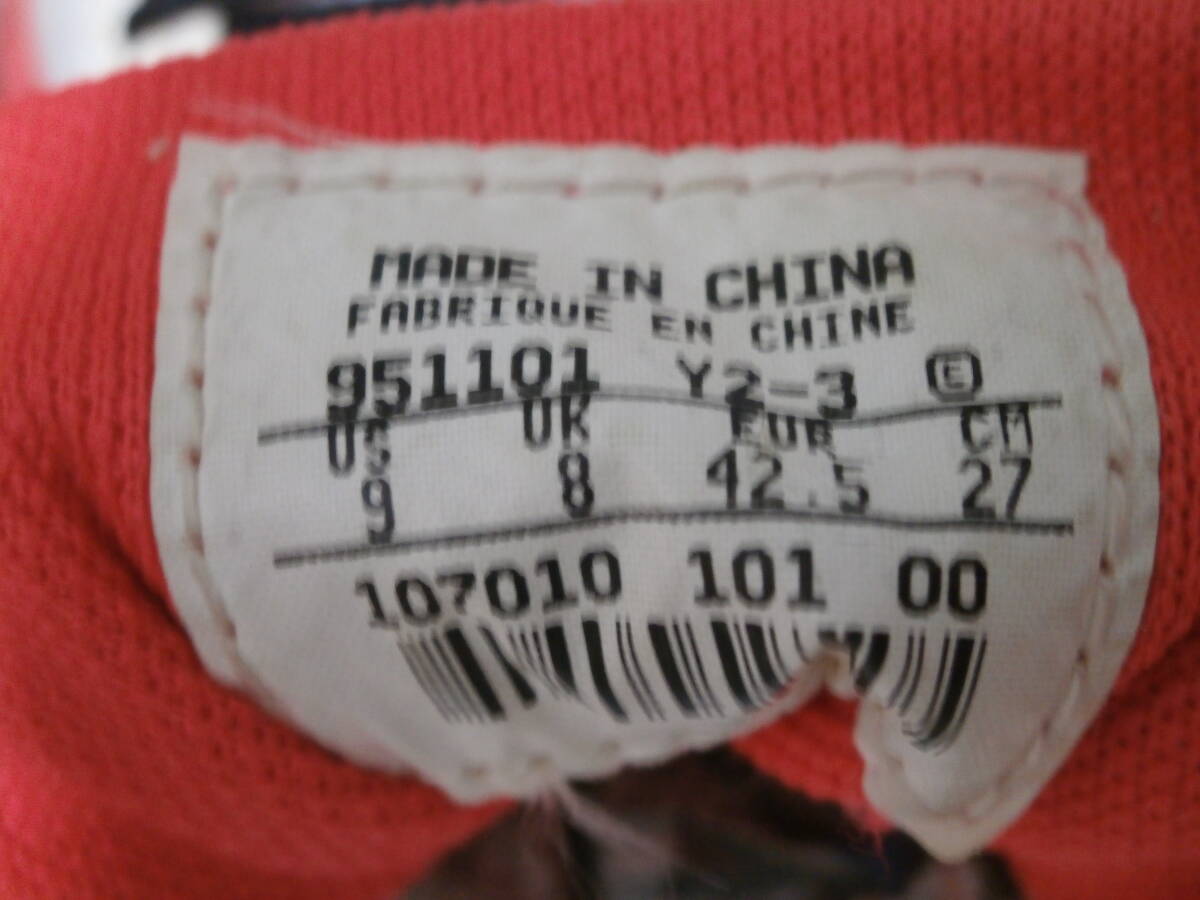 MADE IN CHINA
FABRIQUE EN CHINE
951101 Y2-3 E
US UK EUR CM
9 8 42.5 27
107010 101 00